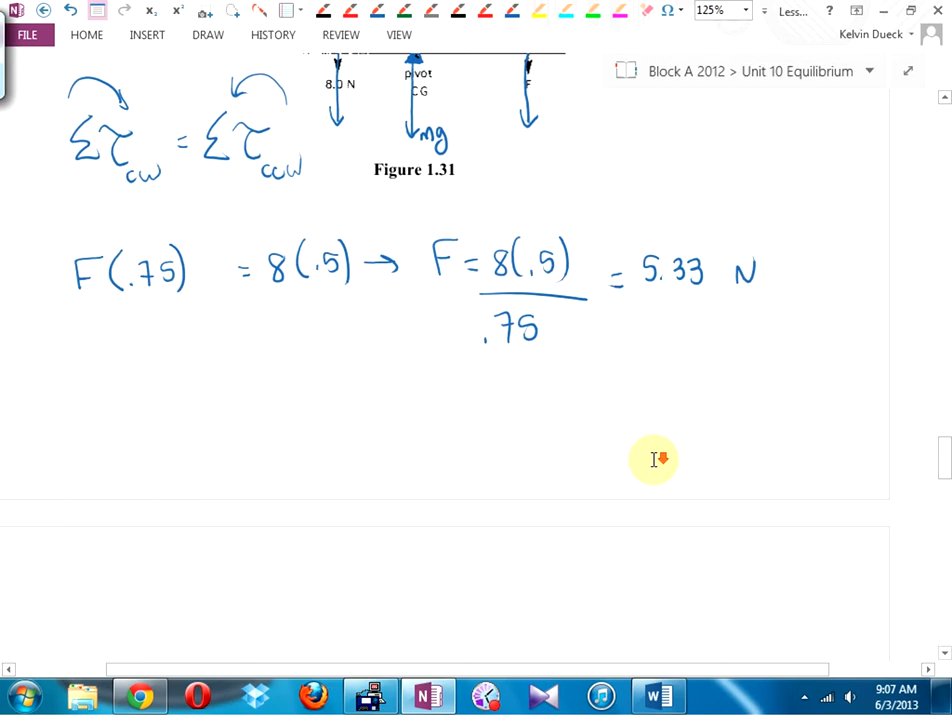 125%
Less...
?
FILE
HOME
INSERT
DRAW
HISTORY
REVIEW
VIEW
Kelvin Dueck
Block A 2012 > Unit 10 Equilibrium
8.0 N
pivot
CG
F
mg
Στcw = Στccw
Figure 1.31
F(.75) = 8(.5) → F = 8(.5) = 5.33 N
.75
9:07 AM
6/3/2013